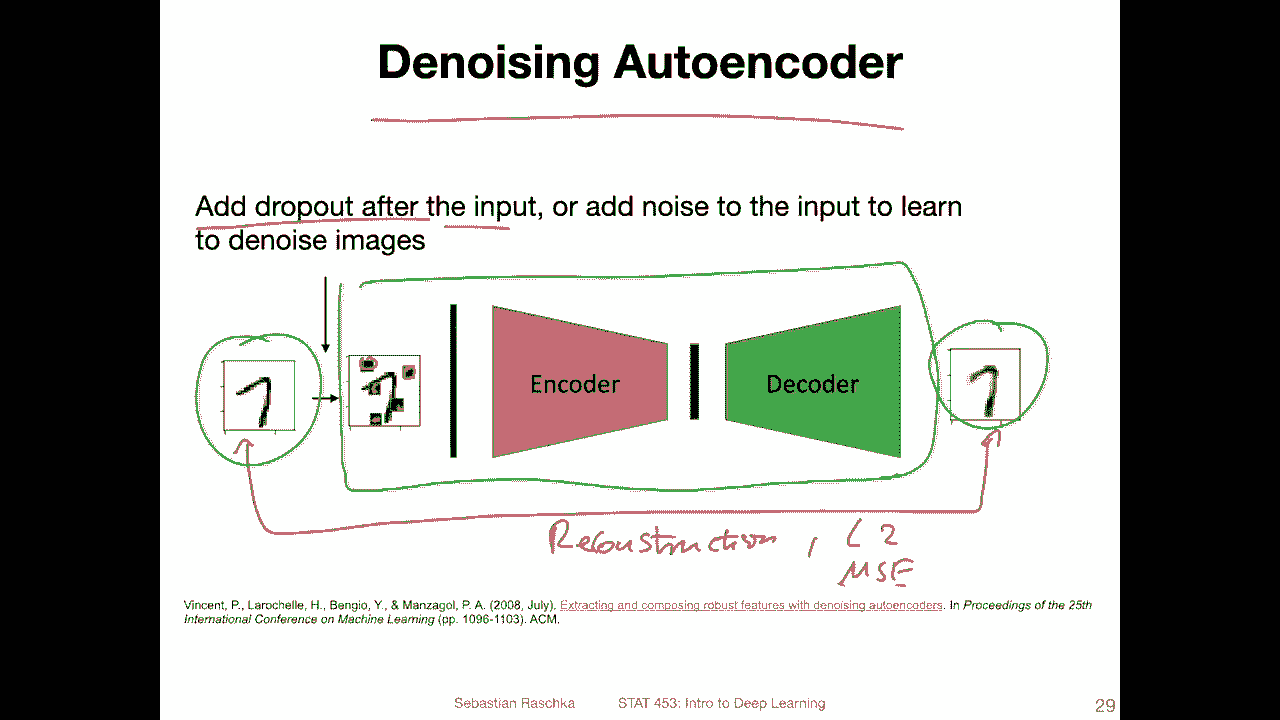 Denoising Autoencoder
Add dropout after the input, or add noise to the input to learn
to denoise images
Encoder
Decoder
Reconstruction, L2
MSE
Vincent, P., Larochelle, H., Bengio, Y., & Manzagol, P. A. (2008, July). Extracting and composing robust features with denoising autoencoders. In Proceedings of the 25th
International Conference on Machine Learning (pp. 1096-1103). ACM.
Sebastian Raschka STAT 453: Intro to Deep Learning 29